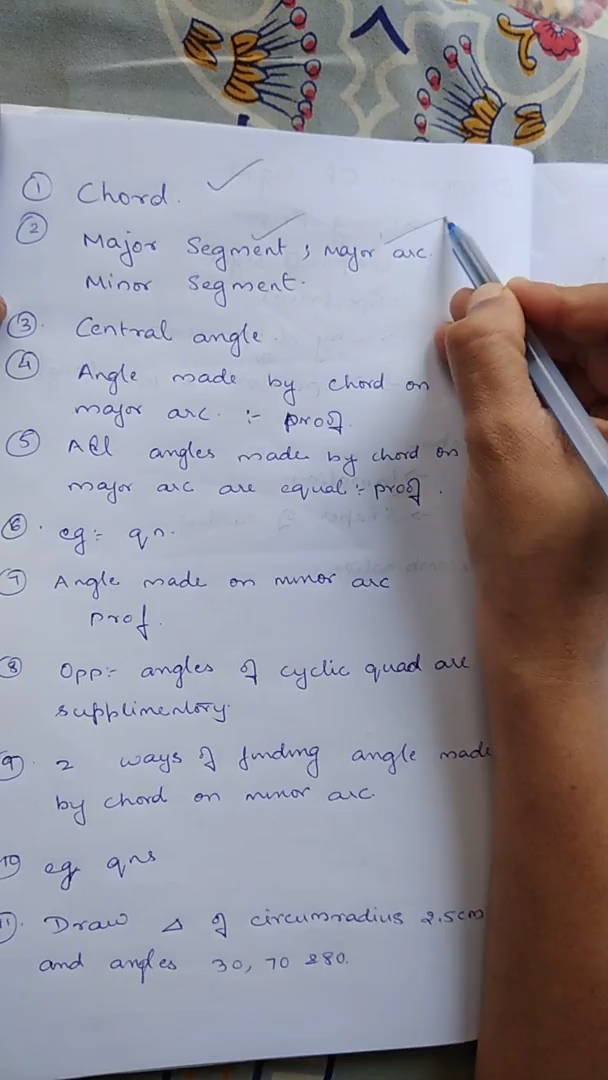 ① Chord.
② Major Segment, Major arc.
Minor Segment.
③. Central angle.
④ Angle made by chord on
major arc. :- proof.
⑤ All angles made by chord on
major arc are equal :- proof.
⑥. eg:- qn.
⑦ Angle made on minor arc
prof.
⑧ Opp:- angles of cyclic quad are
supplimentory.
⑨. 2 ways of finding angle made
by chord on minor arc.
⑩ eg. qns
⑪. Draw △ of circumradius 2.5cm
and angles 30, 70 & 80.